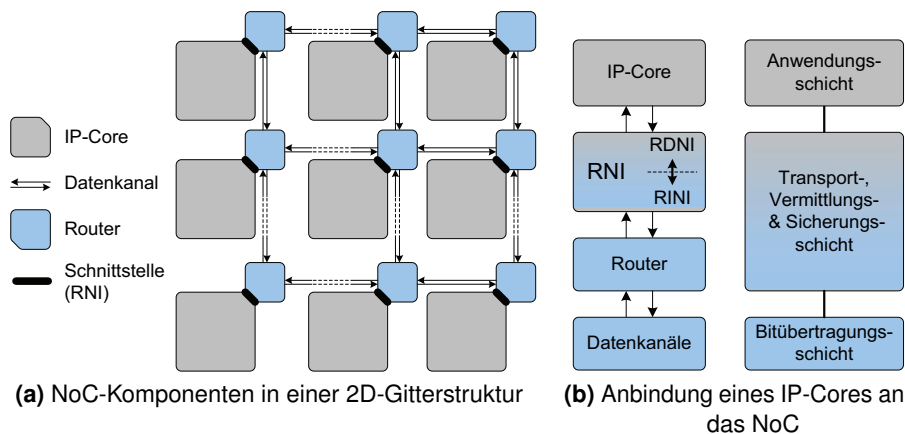 IP-Core
Datenkanal
Router
Schnittstelle
(RNI)
(a) NoC-Komponenten in einer 2D-Gitterstruktur
IP-Core
RDNI
RNI
RINI
Router
Datenkanäle
Anwendungs-
schicht
Transport-,
Vermittlungs-
& Sicherungs-
schicht
Bitübertragungs-
schicht
(b) Anbindung eines IP-Cores an
das NoC